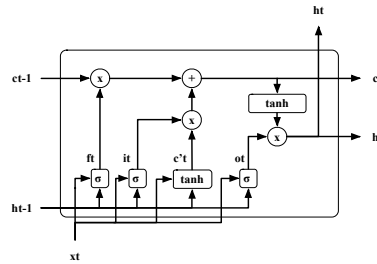 ht
ct-1 x + c
tanh
x
x h
ft it c't ot
σ σ tanh σ
ht-1
xt